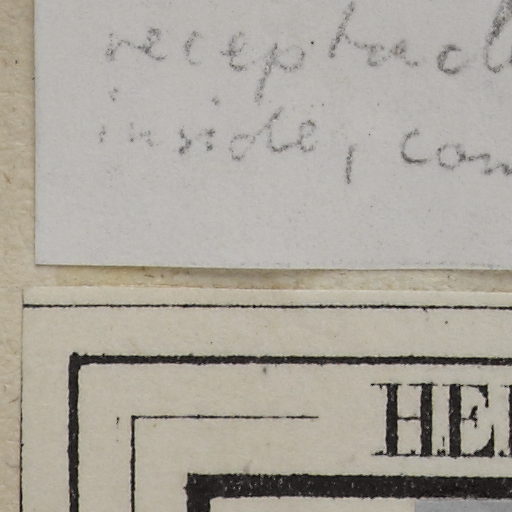 receptacl
inside, com
HE